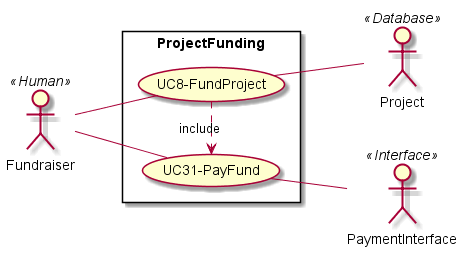 «Database»
ProjectFunding
«Human»
UC8-FundProject
Project
include
«Interface»
Fundraiser
UC31-PayFund
PaymentInterface